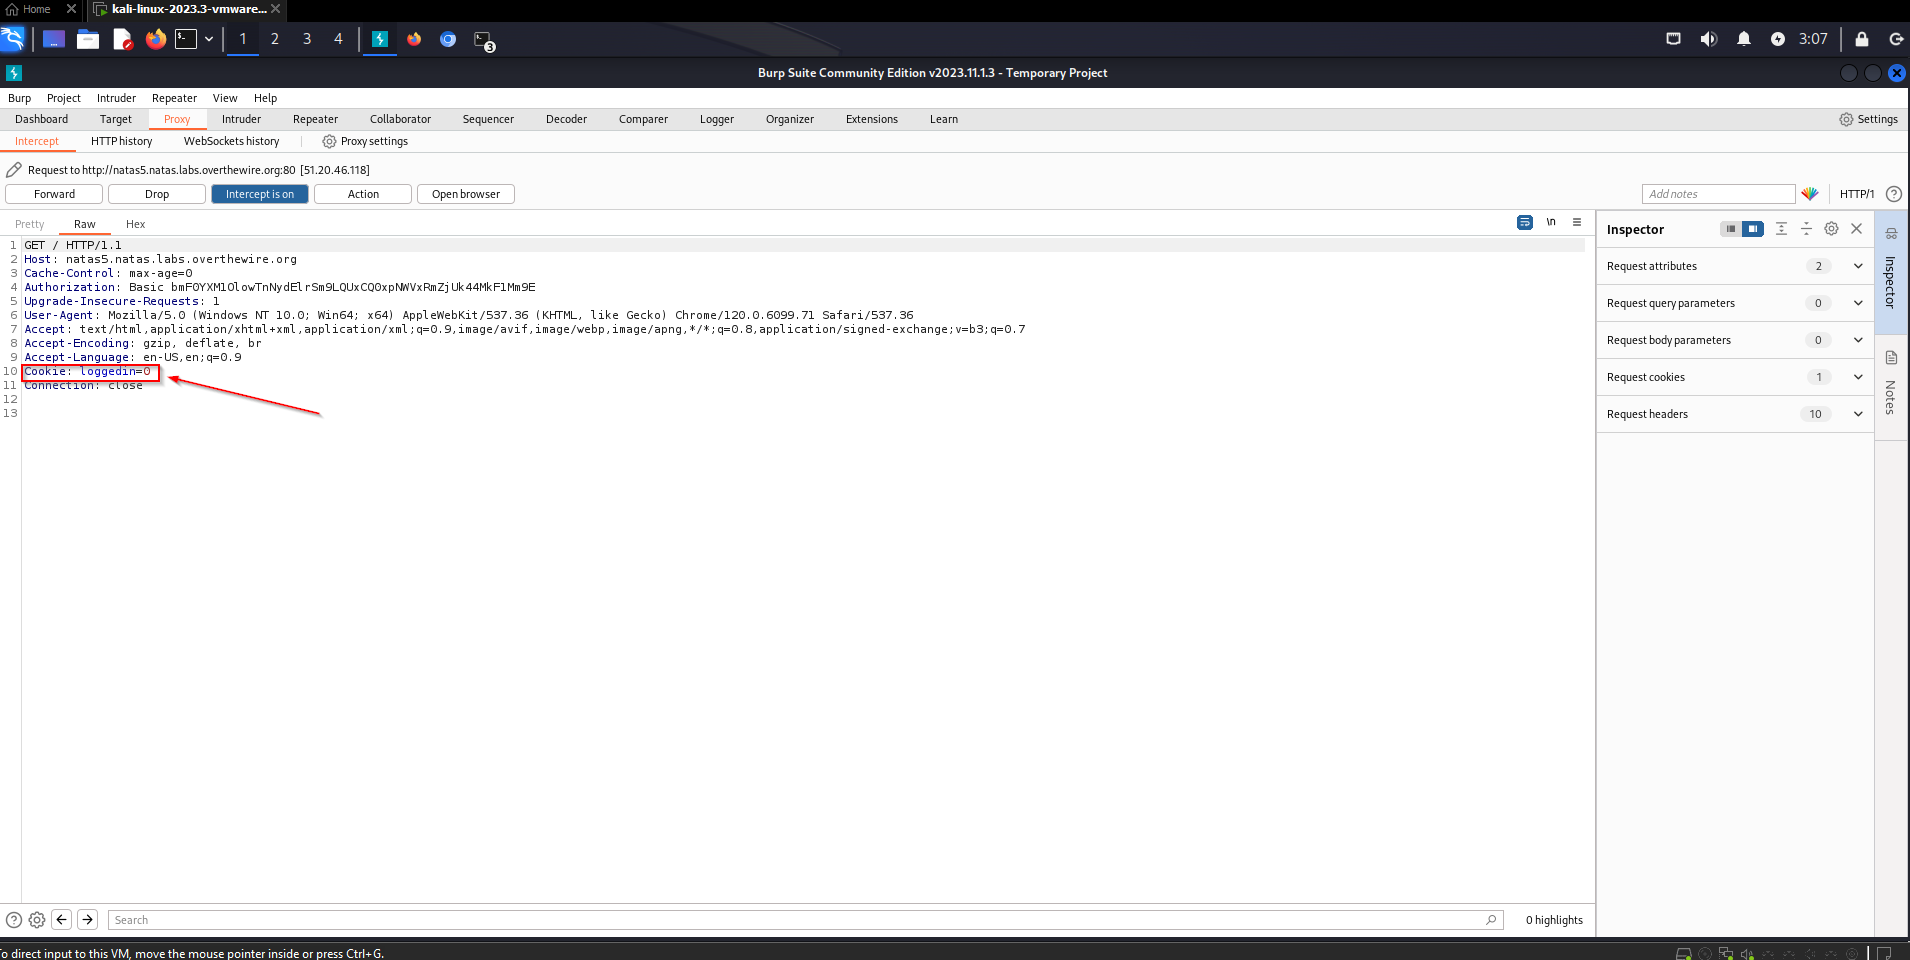 Home
kali-linux-2023.3-vmware...
1 2 3 4
3
3:07
Burp Suite Community Edition v2023.11.1.3 - Temporary Project
Burp Project Intruder Repeater View Help
Dashboard Target Proxy Intruder Repeater Collaborator Sequencer Decoder Comparer Logger Organizer Extensions Learn Settings
Intercept HTTP history WebSockets history Proxy settings
Request to http://natas5.natas.labs.overthewire.org:80 [51.20.46.118]
Forward Drop Intercept is on Action Open browser Add notes HTTP/1
Pretty Raw Hex \n
1 GET / HTTP/1.1
2 Host: natas5.natas.labs.overthewire.org
3 Cache-Control: max-age=0
4 Authorization: Basic bmF0YXM1OlowTnNydElrSm9LQUxCQ0xpNWVxRmZjUk44MkF1Mm9E
5 Upgrade-Insecure-Requests: 1
6 User-Agent: Mozilla/5.0 (Windows NT 10.0; Win64; x64) AppleWebKit/537.36 (KHTML, like Gecko) Chrome/120.0.6099.71 Safari/537.36
7 Accept: text/html,application/xhtml+xml,application/xml;q=0.9,image/avif,image/webp,image/apng,*/*;q=0.8,application/signed-exchange;v=b3;q=0.7
8 Accept-Encoding: gzip, deflate, br
9 Accept-Language: en-US,en;q=0.9
10 Cookie: loggedin=0
11 Connection: close
12
13
Inspector
Request attributes 2
Request query parameters 0
Request body parameters 0
Request cookies 1
Request headers 10
Inspector
Notes
Search
0 highlights
To direct input to this VM, move the mouse pointer inside or press Ctrl+G.